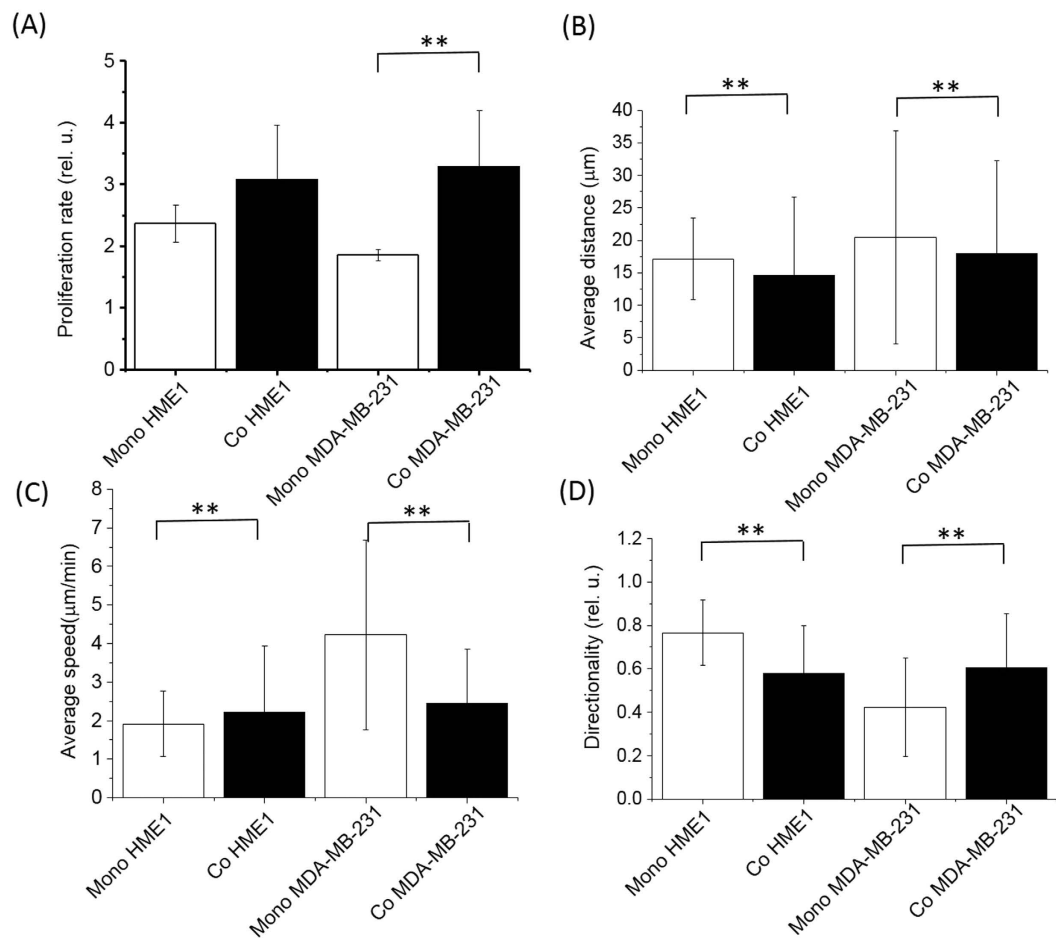 (A)
**
5
4
3
2
1
0
Proliferation rate (rel. u.)
Mono HME1
Co HME1
Mono MDA-MB-231
Co MDA-MB-231
(B)
**
**
40
35
30
25
20
15
10
5
0
Average distance (μm)
Mono HME1
Co HME1
Mono MDA-MB-231
Co MDA-MB-231
(C)
**
**
8
7
6
5
4
3
2
1
0
Average speed(μm/min)
Mono HME1
Co HME1
Mono MDA-MB-231
Co MDA-MB-231
(D)
**
**
1.2
1.0
0.8
0.6
0.4
0.2
0.0
Directionality (rel. u.)
Mono HME1
Co HME1
Mono MDA-MB-231
Co MDA-MB-231